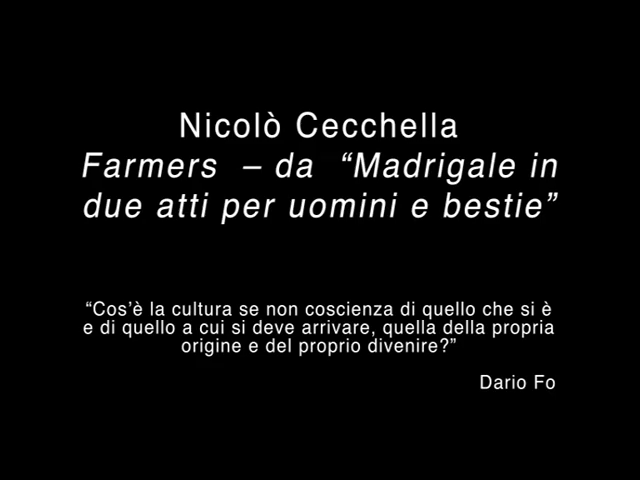 Nicolò Cecchella
Farmers – da “Madrigale in
due atti per uomini e bestie”
“Cos’è la cultura se non coscienza di quello che si è
e di quello a cui si deve arrivare, quella della propria
origine e del proprio divenire?”
Dario Fo